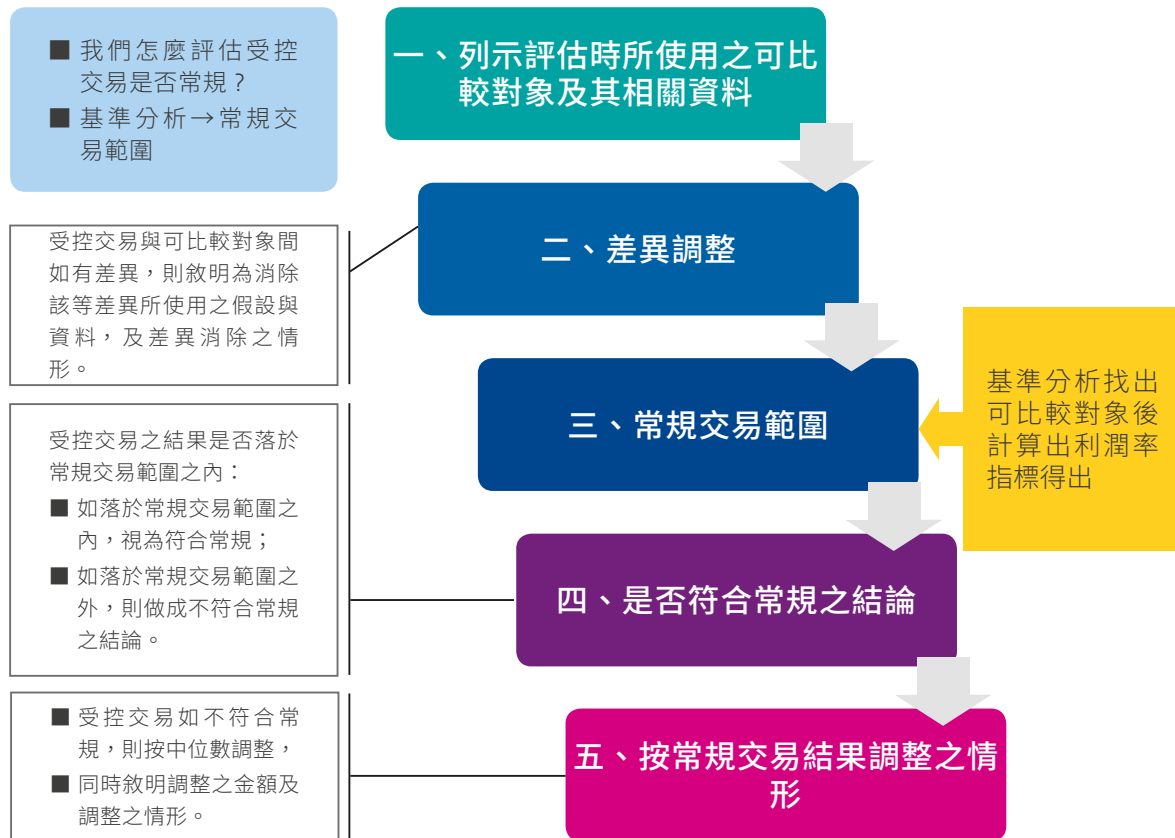 ■ 我們怎麼評估受控
交易是否常規？
■ 基準分析→常規交
易範圍
一、列示評估時所使用之可比
較對象及其相關資料
受控交易與可比較對象間
如有差異，則敘明為消除
該等差異所使用之假設與
資料，及差異消除之情
形。
二、差異調整
三、常規交易範圍
基準分析找出
可比較對象後
計算出利潤率
指標得出
受控交易之結果是否落於
常規交易範圍之內：
■ 如落於常規交易範圍之
內，視為符合常規；
■ 如落於常規交易範圍之
外，則做成不符合常規
之結論。
四、是否符合常規之結論
■ 受控交易如不符合常
規，則按中位數調整，
■ 同時敘明調整之金額及
調整之情形。
五、按常規交易結果調整之情
形